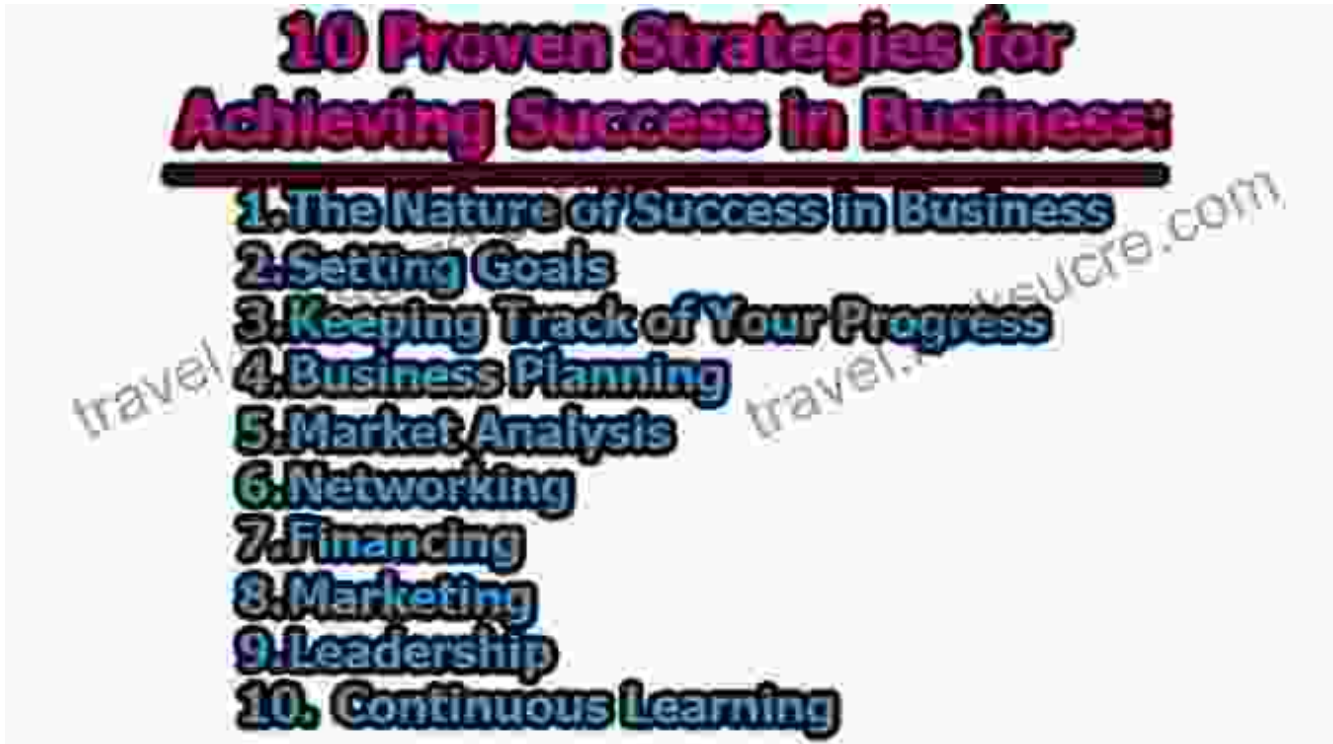 10 Proven Strategies for
Achieving Success in Business:
1. The Nature of Success in Business
2. Setting Goals
3. Keeping Track of Your Progress
4. Business Planning
5. Market Analysis
6. Networking
7. Financing
8. Marketing
9. Leadership
10. Continuous Learning
travel